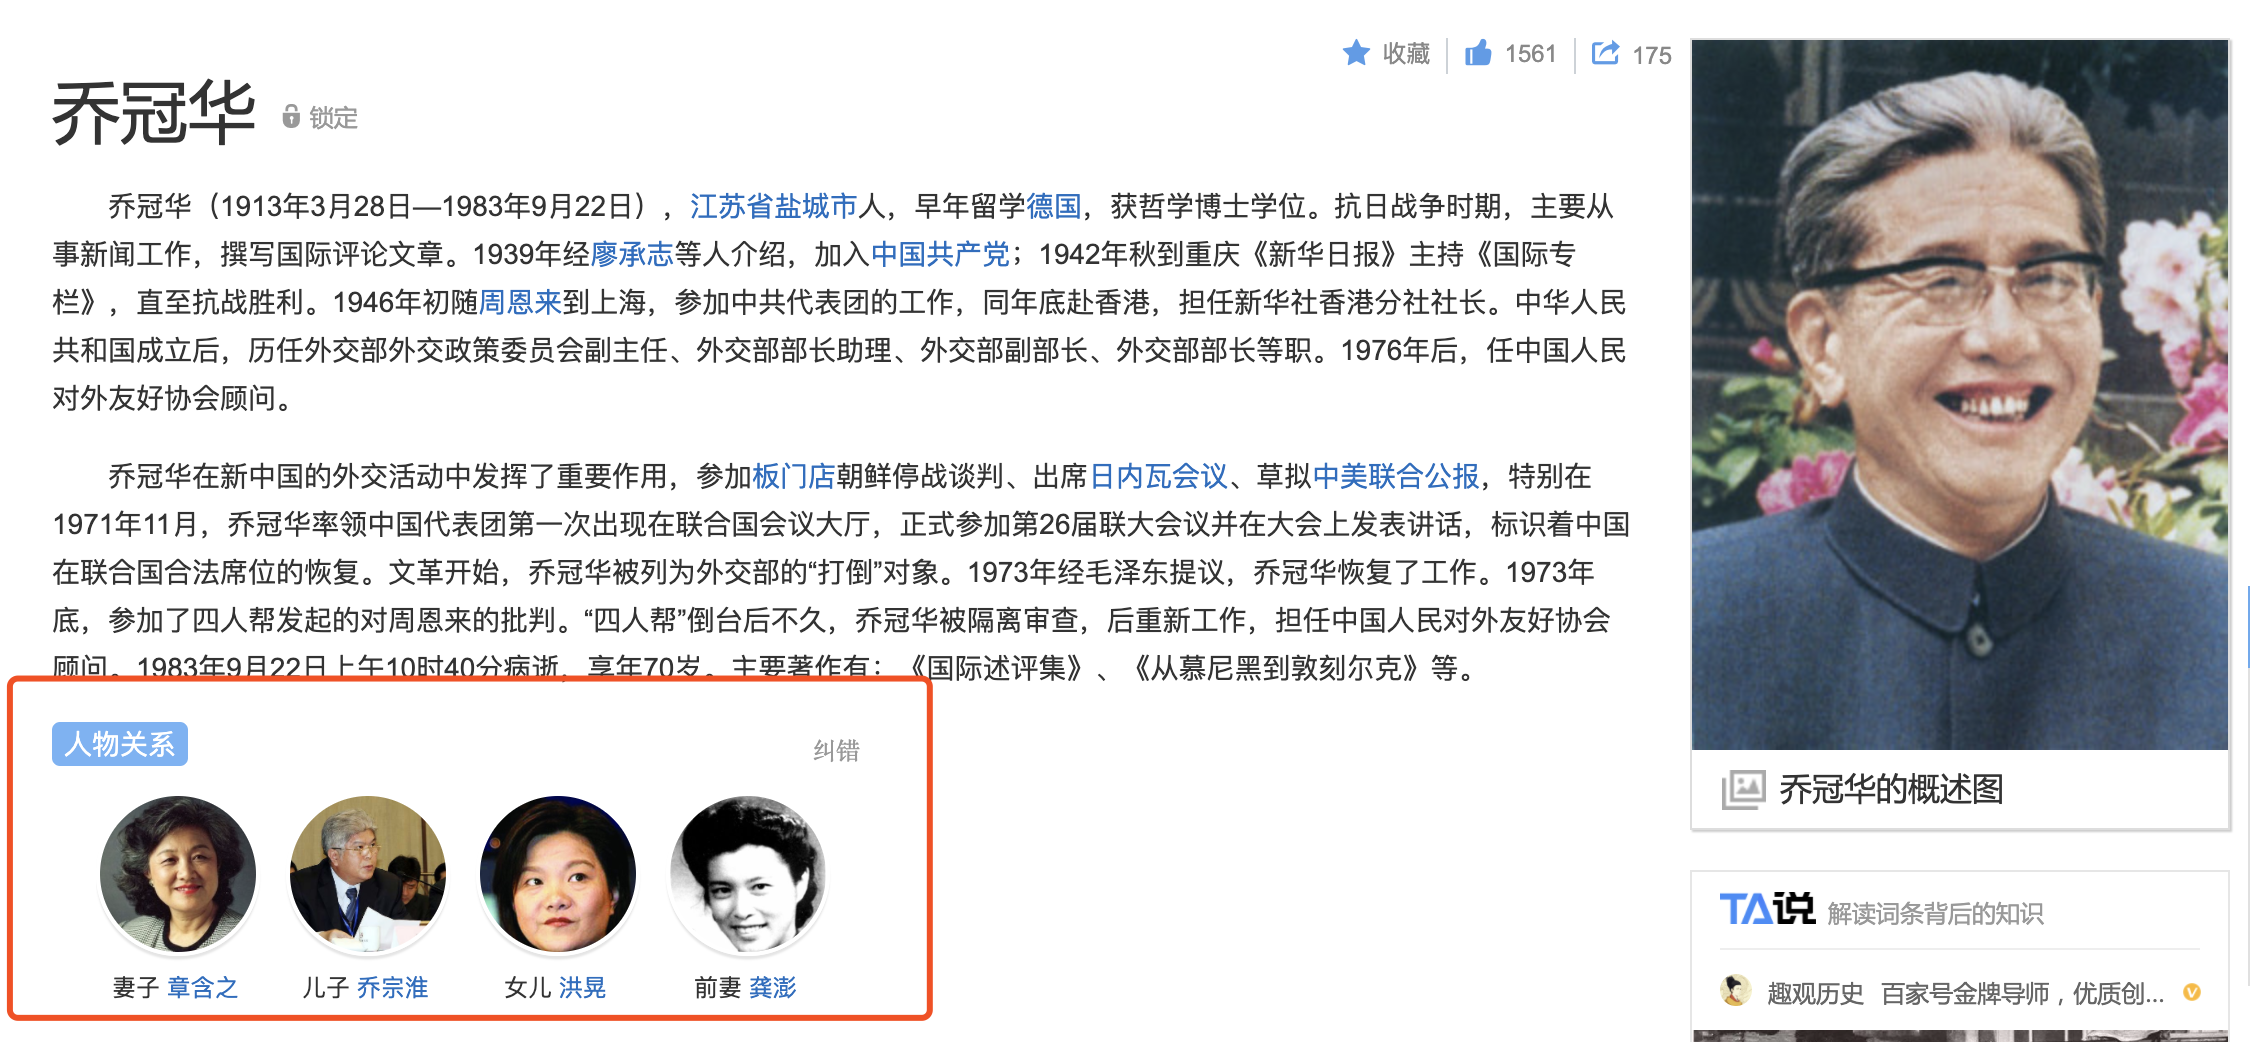 收藏 1561 175
乔冠华 锁定
乔冠华（1913年3月28日—1983年9月22日），江苏省盐城市人，早年留学德国，获哲学博士学位。抗日战争时期，主要从
事新闻工作，撰写国际评论文章。1939年经廖承志等人介绍，加入中国共产党；1942年秋到重庆《新华日报》主持《国际专
栏》，直至抗战胜利。1946年初随周恩来到上海，参加中共代表团的工作，同年底赴香港，担任新华社香港分社社长。中华人民
共和国成立后，历任外交部外交政策委员会副主任、外交部部长助理、外交部副部长、外交部部长等职。1976年后，任中国人民
对外友好协会顾问。
乔冠华在新中国的外交活动中发挥了重要作用，参加板门店朝鲜停战谈判、出席日内瓦会议、草拟中美联合公报，特别在
1971年11月，乔冠华率领中国代表团第一次出现在联合国会议大厅，正式参加第26届联大会议并在大会上发表讲话，标识着中国
在联合国合法席位的恢复。文革开始，乔冠华被列为外交部的“打倒”对象。1973年经毛泽东提议，乔冠华恢复了工作。1973年
底，参加了四人帮发起的对周恩来的批判。“四人帮”倒台后不久，乔冠华被隔离审查，后重新工作，担任中国人民对外友好协会
顾问。1983年9月22日上午10时40分病逝，享年70岁。主要著作有：《国际述评集》、《从慕尼黑到敦刻尔克》等。
人物关系 纠错
妻子 章含之 儿子 乔宗淮 女儿 洪晃 前妻 龚澎
乔冠华的概述图
TA说 解读词条背后的知识
趣观历史 百家号金牌导师，优质创...